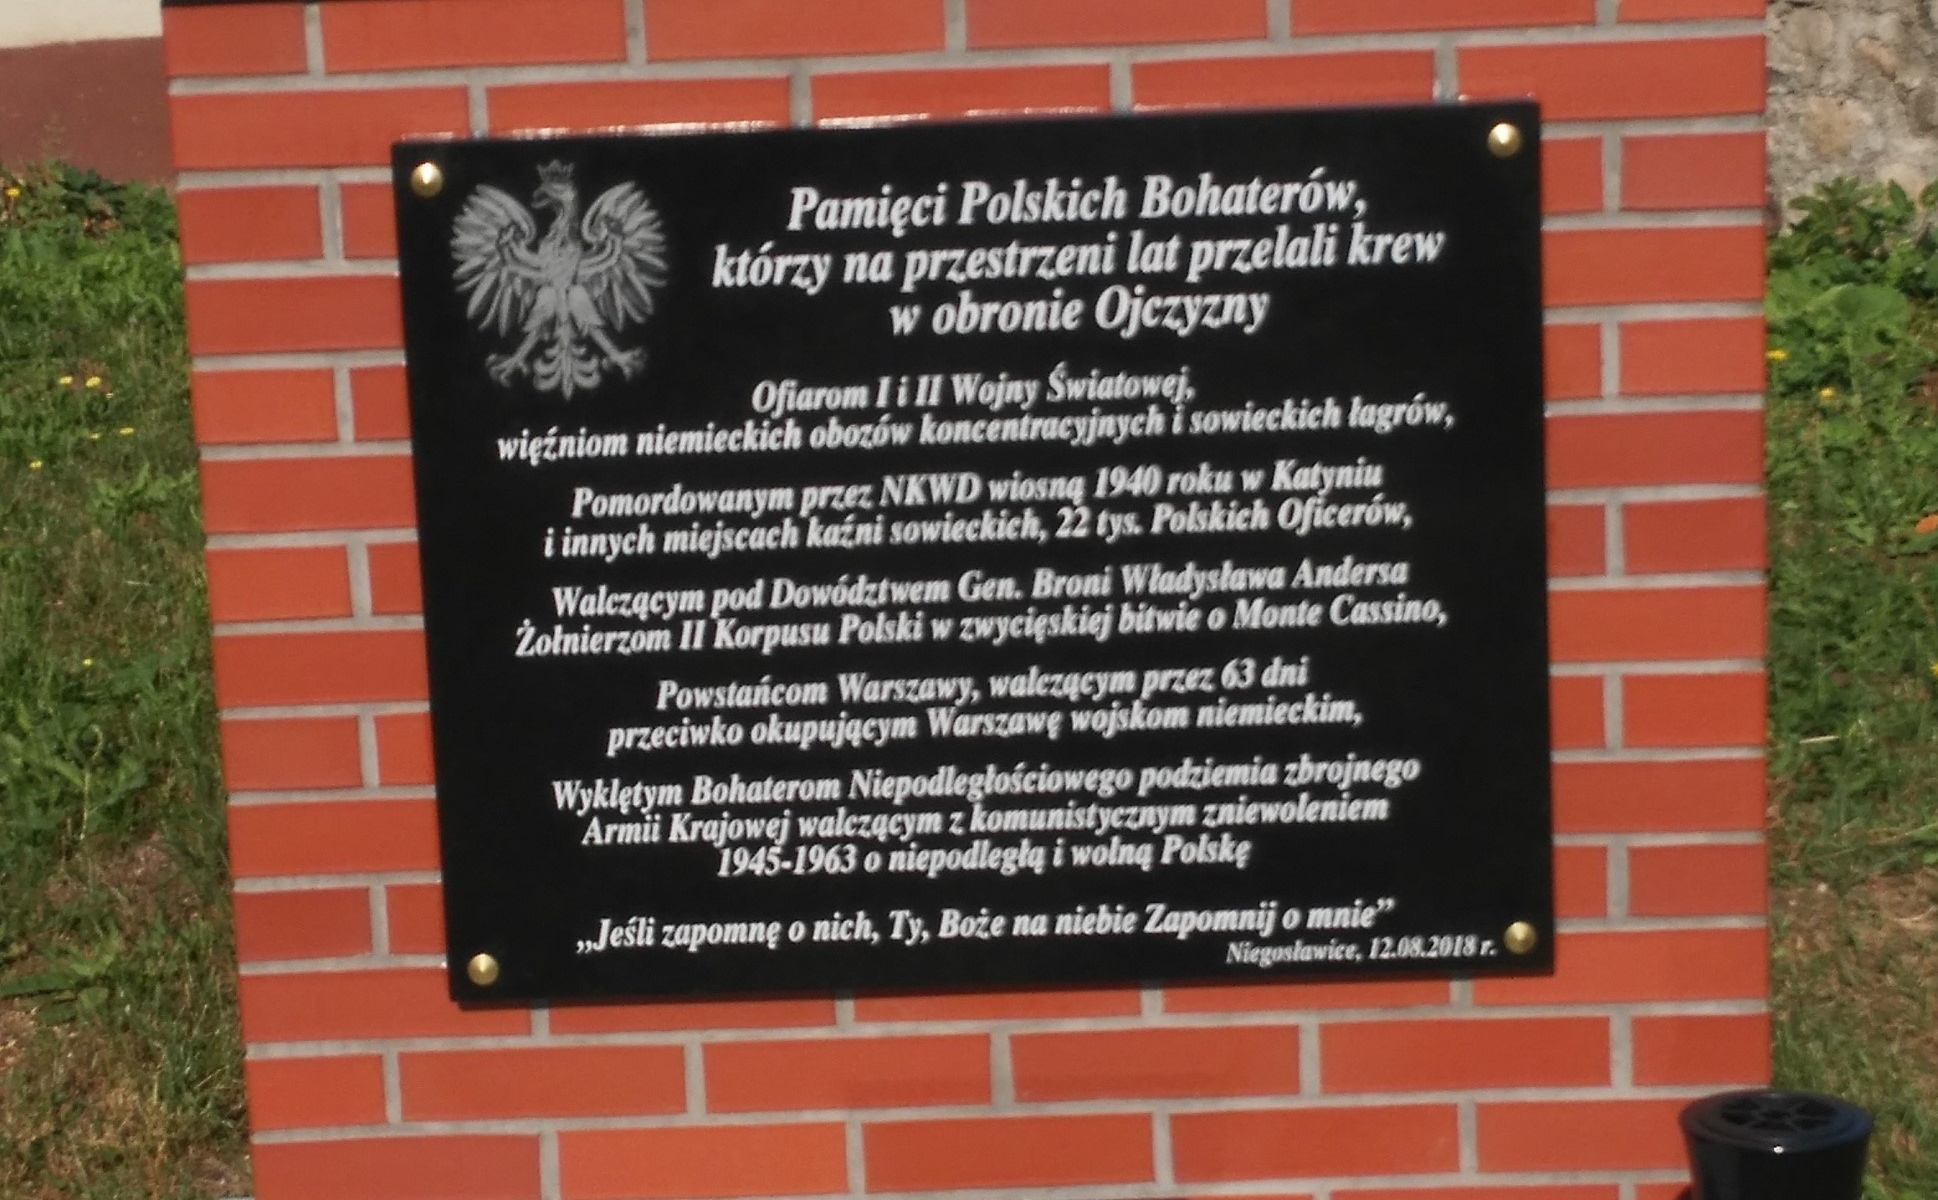 Pamięci Polskich Bohaterów,
którzy na przestrzeni lat przelali krew
w obronie Ojczyzny
Ofiarom I i II Wojny Światowej,
więźniom niemieckich obozów koncentracyjnych i sowieckich łagrów,
Pomordowanym przez NKWD wiosną 1940 roku w Katyniu
i innych miejscach kaźni sowieckich, 22 tys. Polskich Oficerów,
Walczącym pod Dowództwem Gen. Broni Władysława Andersa
Żołnierzom II Korpusu Polski w zwycięskiej bitwie o Monte Cassino,
Powstańcom Warszawy, walczącym przez 63 dni
przeciwko okupującym Warszawę wojskom niemieckim,
Wyklętym Bohaterom Niepodległościowego podziemia zbrojnego
Armii Krajowej walczącym z komunistycznym zniewoleniem
1945-1963 o niepodległą i wolną Polskę
„Jeśli zapomnę o nich, Ty, Boże na niebie Zapomnij o mnie”
Niegosławice, 12.08.2018 r.